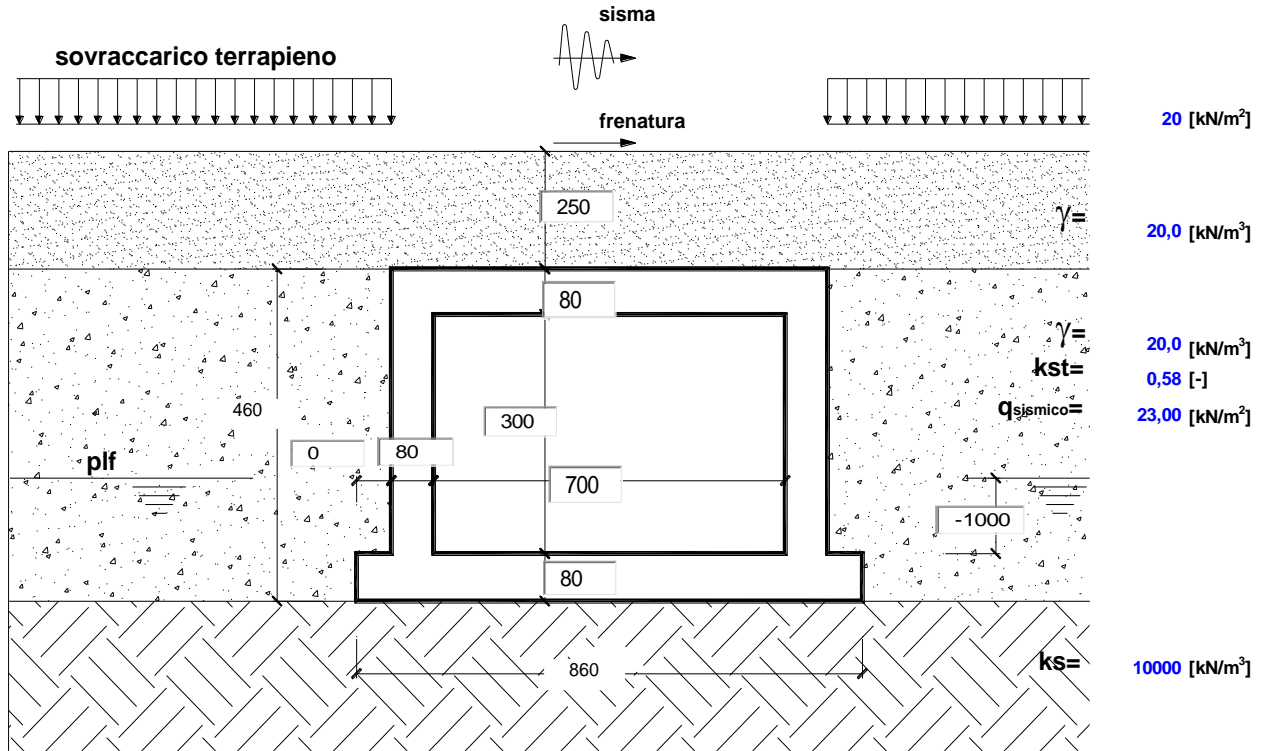 sisma
sovraccarico terrapieno
20 [kN/m²]
frenatura
250
γ= 20,0 [kN/m³]
80
γ= 20,0 [kN/m³]
kst= 0,58 [-]
qsismico= 23,00 [kN/m²]
460
300
0
80
plf
700
-1000
80
ks= 10000 [kN/m³]
860